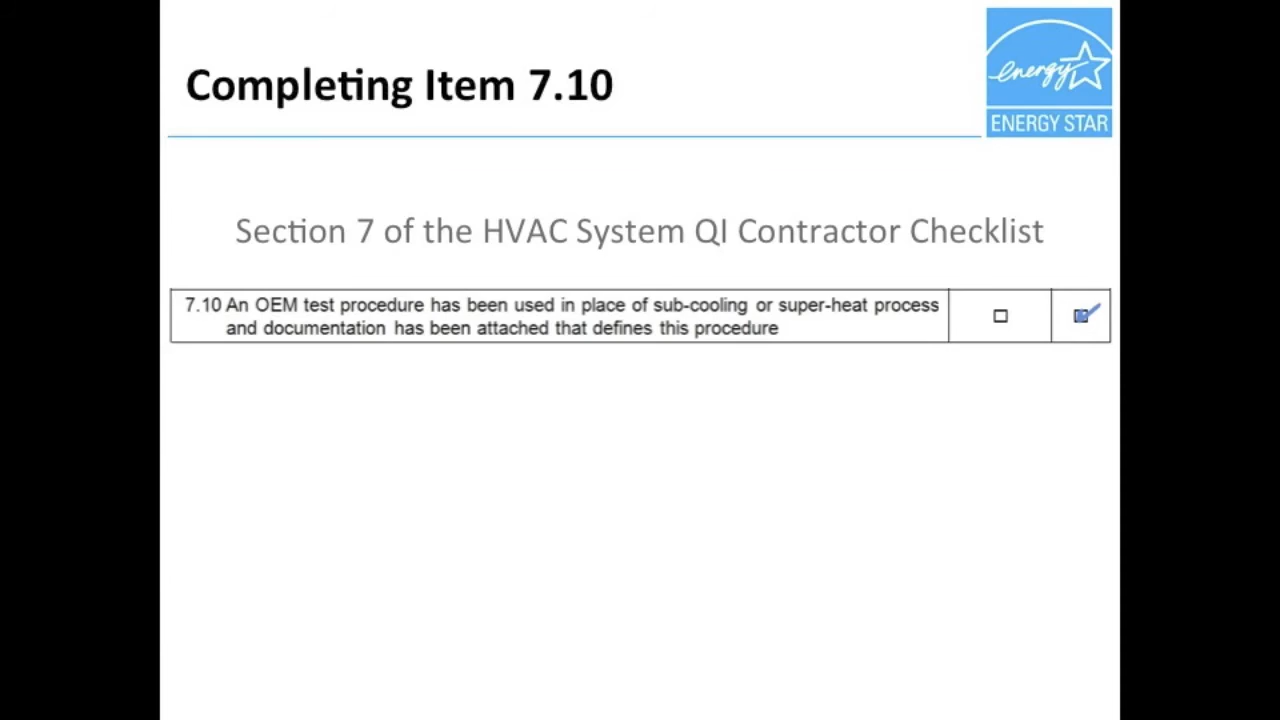 Completing Item 7.10
energy
ENERGY STAR
Section 7 of the HVAC System QI Contractor Checklist
7.10 An OEM test procedure has been used in place of sub-cooling or super-heat process
and documentation has been attached that defines this procedure